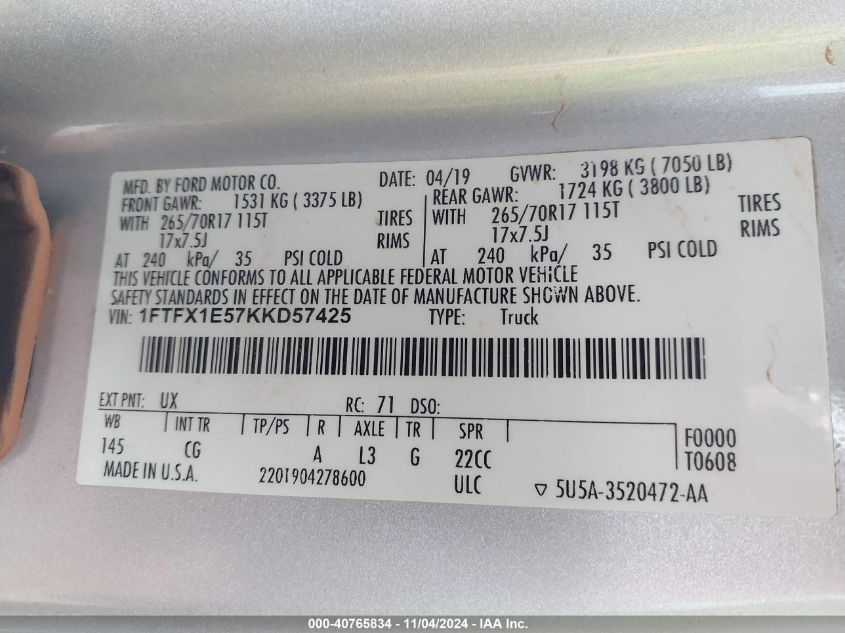 MFD. BY FORD MOTOR CO. DATE: 04/19 GVWR: 3198 KG ( 7050 LB)
FRONT GAWR: 1531 KG ( 3375 LB) REAR GAWR: 1724 KG ( 3800 LB)
WITH 265/70R17 115T TIRES WITH 265/70R17 115T TIRES
17x7.5J RIMS 17x7.5J RIMS
AT 240 kPa/ 35 PSI COLD AT 240 kPa/ 35 PSI COLD
THIS VEHICLE CONFORMS TO ALL APPLICABLE FEDERAL MOTOR VEHICLE
SAFETY STANDARDS IN EFFECT ON THE DATE OF MANUFACTURE SHOWN ABOVE.
VIN: 1FTFX1E57KKD57425 TYPE: Truck
EXT PNT: UX RC: 71 DSO:
WB INT TR TP/PS R AXLE TR SPR F0000
145 CG A L3 G 22CC T0608
MADE IN U.S.A. 2201904278600 ULC ▽ 5U5A-3520472-AA
000-40765834 - 11/04/2024 - IAA Inc.